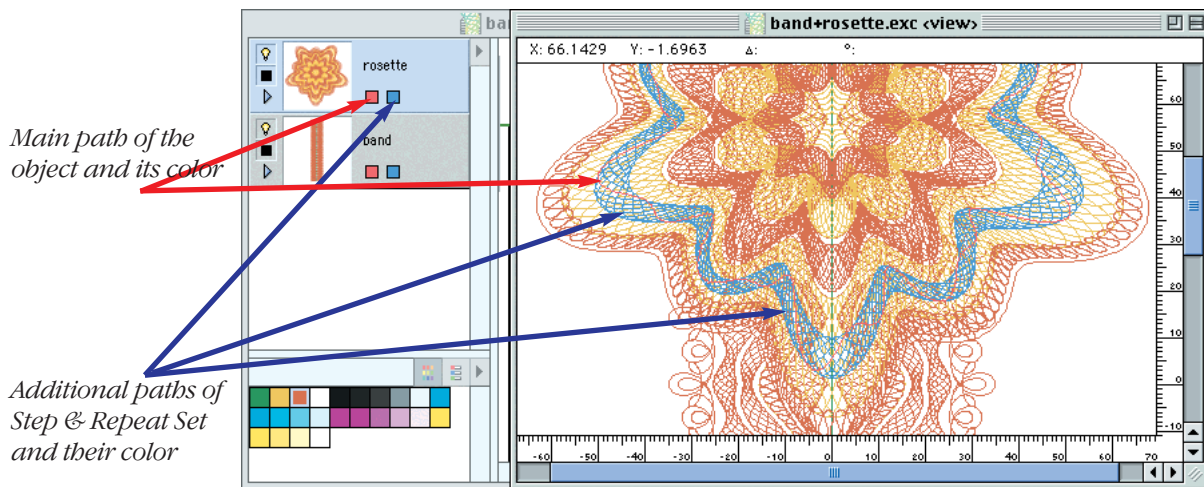 ban
band+rosette.exc <view>
X: 66.1429 Y: -1.6963 Δ: °:
rosette
band
Main path of the
object and its color
Additional paths of
Step & Repeat Set
and their color
60
50
40
30
20
10
0
-10
-60 -50 -40 -30 -20 -10 0 10 20 30 40 50 60 70